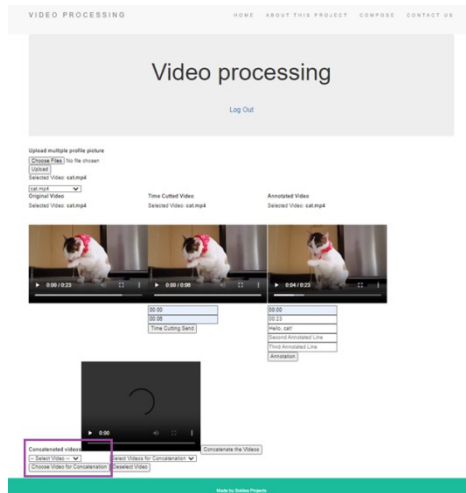 VIDEO PROCESSING
HOME ABOUT THIS PROJECT COMPOSE CONTACT US
Video processing
Log Out
Upload multiple profile picture
Choose Files No file chosen
Upload
Selected Video: cat.mp4
cat.mp4
Original Video Time Cutted Video Annotated Video
Selected Video: cat.mp4 Selected Video: cat.mp4 Selected Video: cat.mp4
0:00 / 0:23 0:00 / 0:08 0:04 / 0:23
00:00 00:00
00:08 00:23
Time Cutting Send Hello, cat!
Second Annotated Line
Third Annotated Line
Annotation
0:00
Concatenated videos Concatenate the Videos
-- Select Video -- Select Videos for Concatenation
Choose Video for Concatenation Deselect Video
Made by Golden Projects